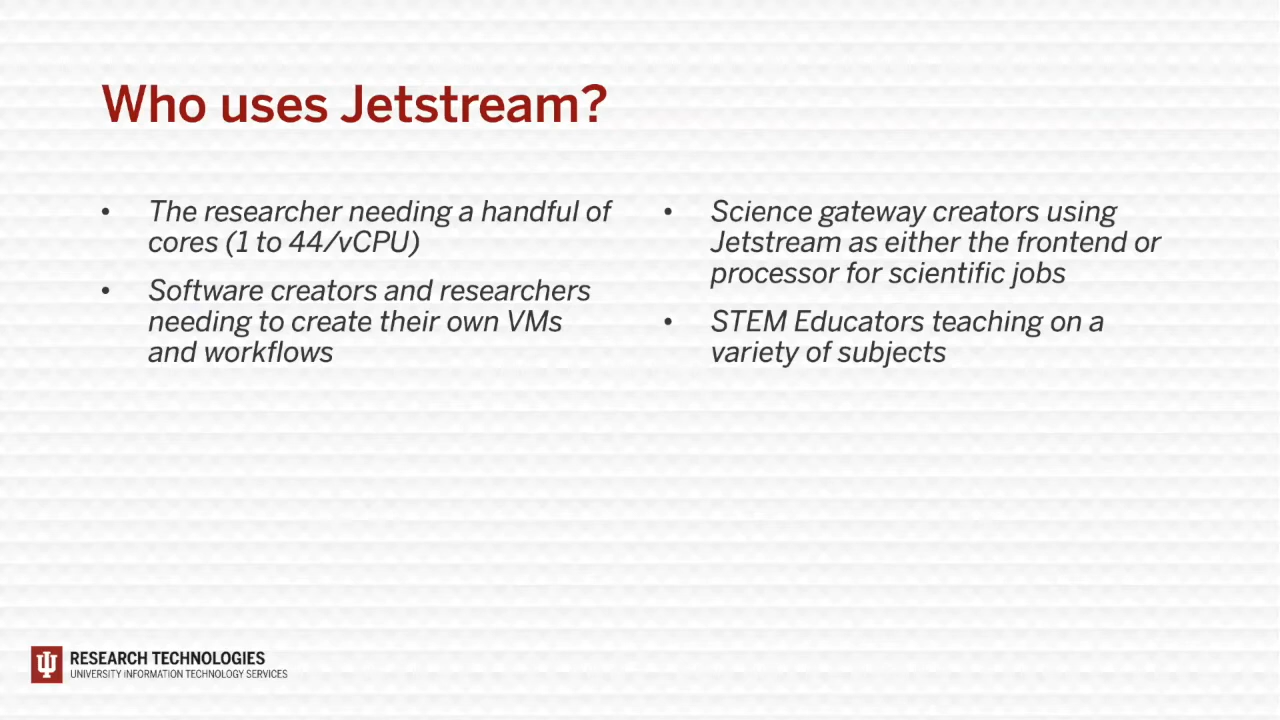 Who uses Jetstream?
• The researcher needing a handful of
cores (1 to 44/vCPU)
• Software creators and researchers
needing to create their own VMs
and workflows
• Science gateway creators using
Jetstream as either the frontend or
processor for scientific jobs
• STEM Educators teaching on a
variety of subjects
RESEARCH TECHNOLOGIES
UNIVERSITY INFORMATION TECHNOLOGY SERVICES